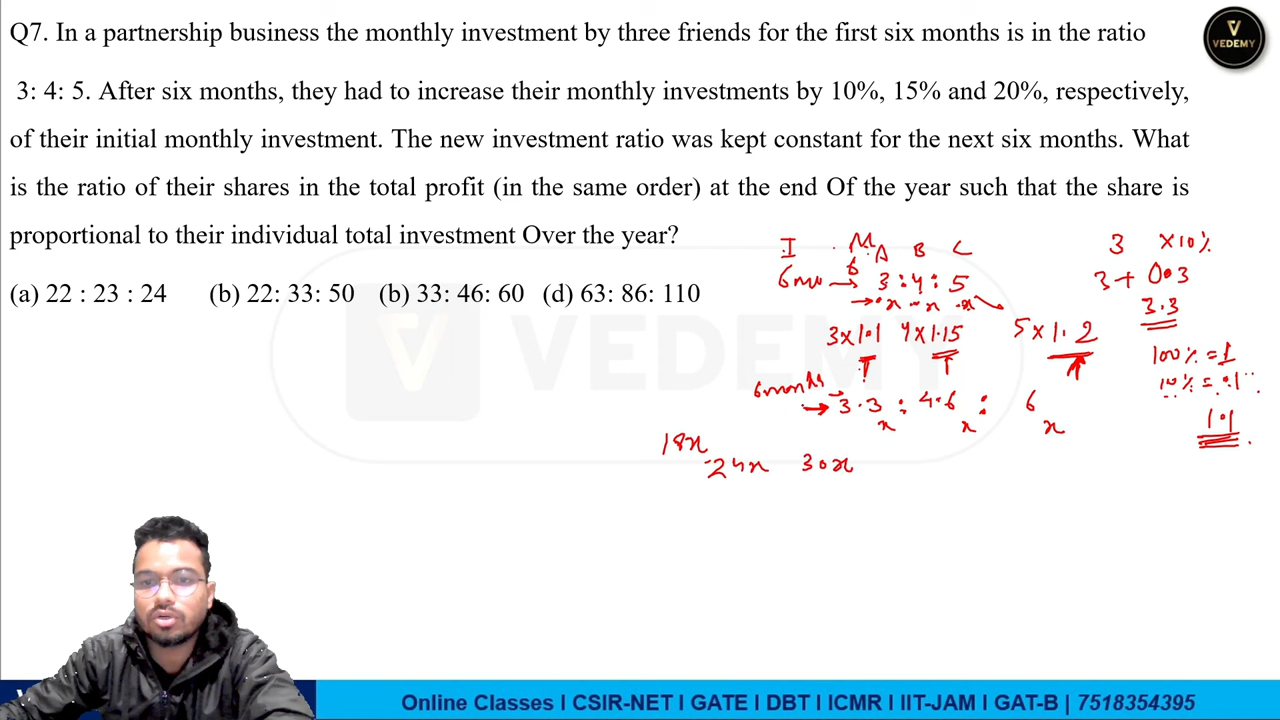 Q7. In a partnership business the monthly investment by three friends for the first six months is in the ratio
3: 4: 5. After six months, they had to increase their monthly investments by 10%, 15% and 20%, respectively,
of their initial monthly investment. The new investment ratio was kept constant for the next six months. What
is the ratio of their shares in the total profit (in the same order) at the end Of the year such that the share is
proportional to their individual total investment Over the year?
(a) 22 : 23 : 24 (b) 22: 33: 50 (b) 33: 46: 60 (d) 63: 86: 110
VEDEMY
I M
A B C
3 : 4 : 5
3 × 10%
3 + 0.3
3.3
3×1.1 4×1.15 5×1.2
100% = 1
10% = .1
1.1
6 months → 3.3 : 4.6 : 6
x x x
18x
24x 30x
VEDEMY
Online Classes I CSIR-NET I GATE I DBT I ICMR I IIT-JAM I GAT-B | 7518354395